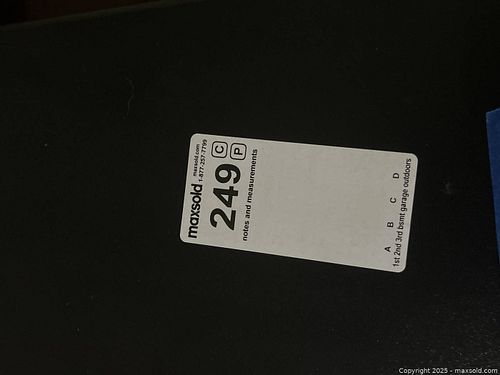 maxsold
maxsold.com
1-877-257-7799
249
C
P
notes and measurements
A B C D
1st 2nd 3rd bsmt garage outdoors
Copyright 2025 - maxsold.com